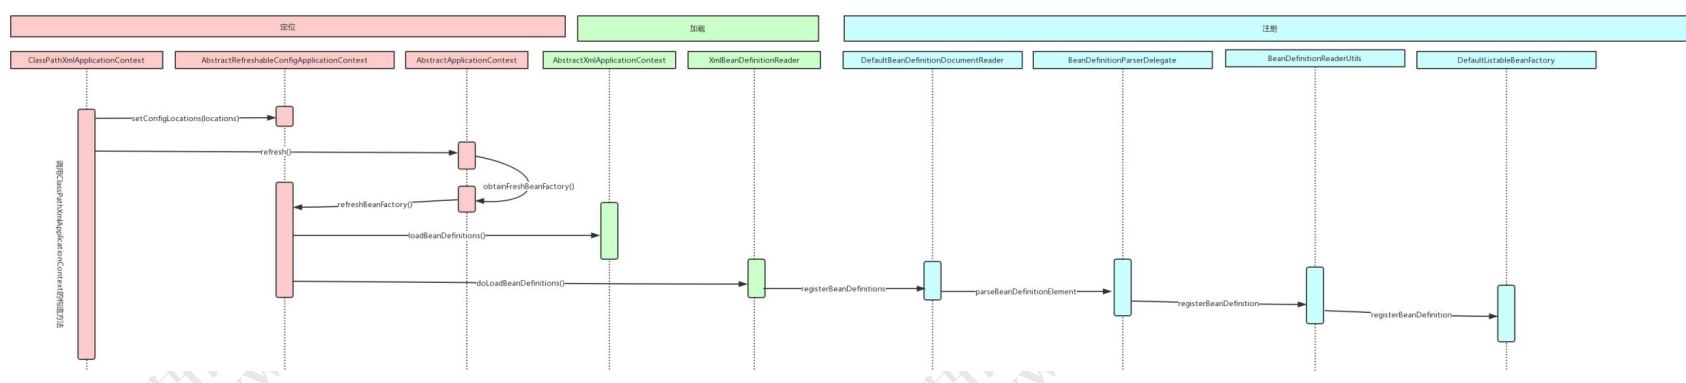 定位
加载
注册
ClassPathXmlApplicationContext
AbstractRefreshableConfigApplicationContext
AbstractApplicationContext
AbstractXmlApplicationContext
XmlBeanDefinitionReader
DefaultBeanDefinitionDocumentReader
BeanDefinitionParserDelegate
BeanDefinitionReaderUtils
DefaultListableBeanFactory
setConfigLocations(locations)
refresh()
调用ClassPathXmlApplicationContext的构造方法
obtainFreshBeanFactory()
refreshBeanFactory()
loadBeanDefinitions()
doLoadBeanDefinitions()
registerBeanDefinitions
parseBeanDefinitionElement
registerBeanDefinition
registerBeanDefinition